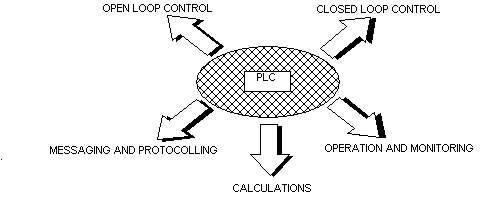 OPEN LOOP CONTROL
CLOSED LOOP CONTROL
PLC
MESSAGING AND PROTOCOLLING
OPERATION AND MONITORING
CALCULATIONS